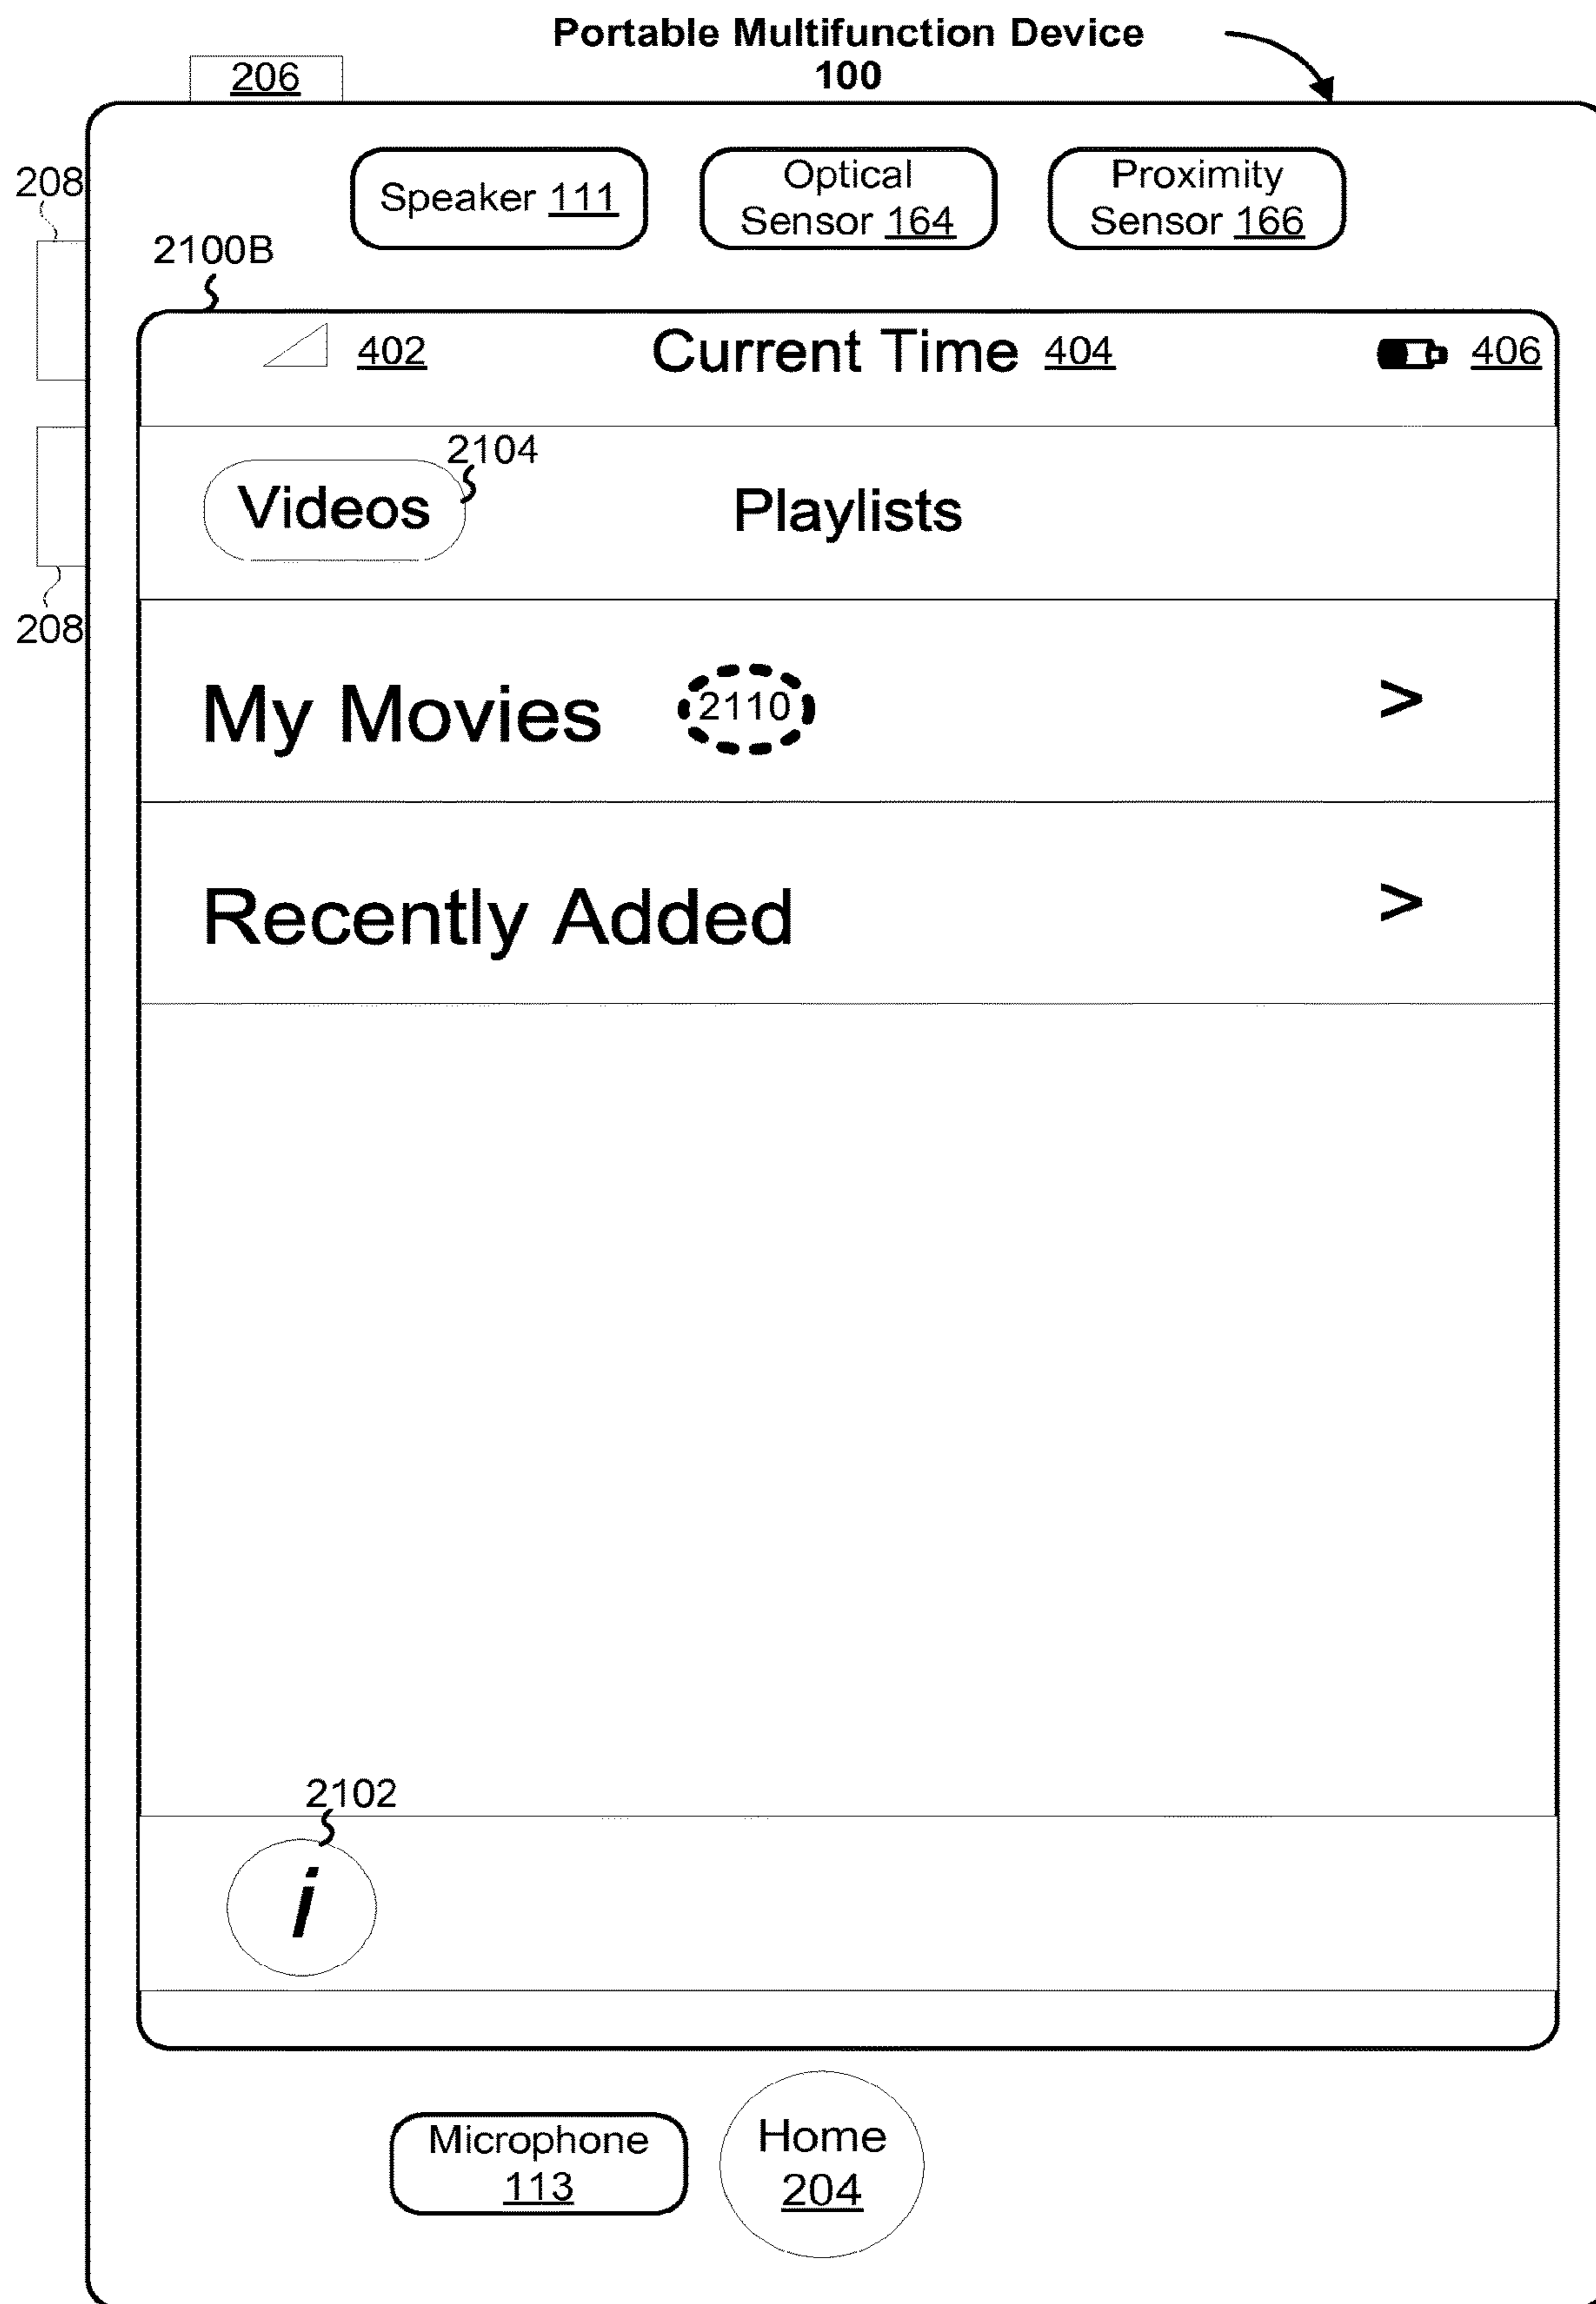 Portable Multifunction Device
100
206
208
Speaker 111
Optical
Sensor 164
Proximity
Sensor 166
2100B
402
Current Time 404
406
2104
Videos
Playlists
208
My Movies
2110
>
Recently Added
>
2102
i
Microphone
113
Home
204